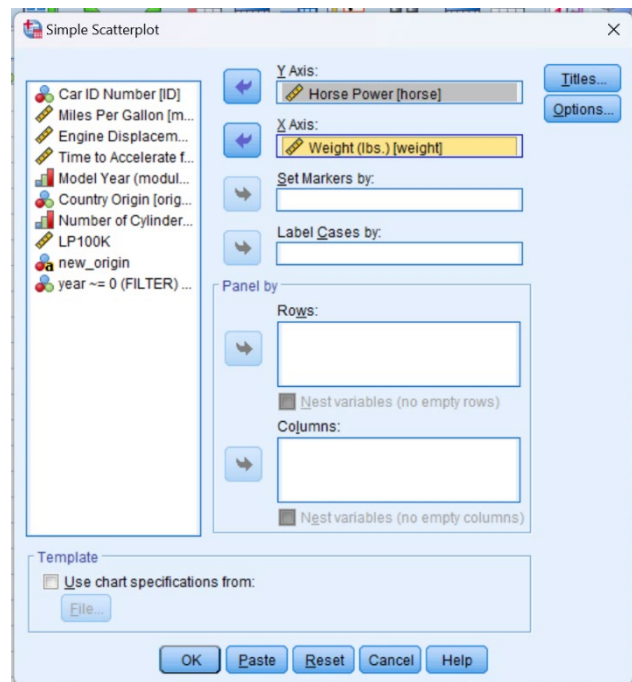 Simple Scatterplot
Car ID Number [ID]
Miles Per Gallon [m...
Engine Displacem...
Time to Accelerate f...
Model Year (modul...
Country Origin [orig...
Number of Cylinder...
LP100K
new_origin
year ~= 0 (FILTER) ...
Y Axis:
Horse Power [horse]
X Axis:
Weight (lbs.) [weight]
Set Markers by:
Label Cases by:
Panel by
Rows:
Nest variables (no empty rows)
Columns:
Nest variables (no empty columns)
Titles...
Options...
Template
Use chart specifications from:
File...
OK Paste Reset Cancel Help